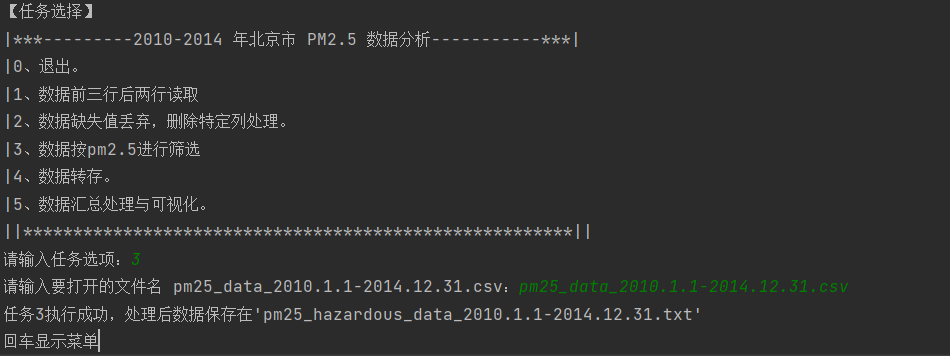 【任务选择】
|***---------2010-2014 年北京市 PM2.5 数据分析-----------***|
|0、退出。
|1、数据前三行后两行读取
|2、数据缺失值丢弃，删除特定列处理。
|3、数据按pm2.5进行筛选
|4、数据转存。
|5、数据汇总处理与可视化。
||*******************************************************||
请输入任务选项：3
请输入要打开的文件名 pm25_data_2010.1.1-2014.12.31.csv：pm25_data_2010.1.1-2014.12.31.csv
任务3执行成功，处理后数据保存在'pm25_hazardous_data_2010.1.1-2014.12.31.txt'
回车显示菜单